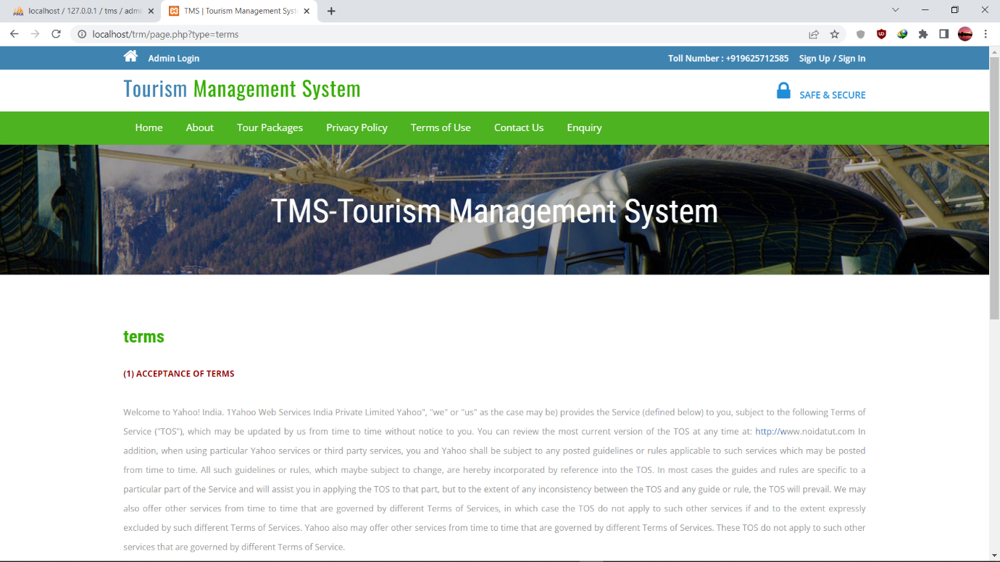 localhost / 127.0.0.1 / tms / admi
TMS | Tourism Management Syst
localhost/trm/page.php?type=terms
Admin Login
Toll Number : +919625712585 Sign Up / Sign In
Tourism Management System
SAFE & SECURE
Home About Tour Packages Privacy Policy Terms of Use Contact Us Enquiry
TMS-Tourism Management System
terms
(1) ACCEPTANCE OF TERMS
Welcome to Yahoo! India. 1Yahoo Web Services India Private Limited Yahoo", "we" or "us" as the case may be) provides the Service (defined below) to you, subject to the following Terms of
Service ("TOS"), which may be updated by us from time to time without notice to you. You can review the most current version of the TOS at any time at: http://www.noidatut.com In
addition, when using particular Yahoo services or third party services, you and Yahoo shall be subject to any posted guidelines or rules applicable to such services which may be posted
from time to time. All such guidelines or rules, which maybe subject to change, are hereby incorporated by reference into the TOS. In most cases the guides and rules are specific to a
particular part of the Service and will assist you in applying the TOS to that part, but to the extent of any inconsistency between the TOS and any guide or rule, the TOS will prevail. We may
also offer other services from time to time that are governed by different Terms of Services, in which case the TOS do not apply to such other services if and to the extent expressly
excluded by such different Terms of Services. Yahoo also may offer other services from time to time that are governed by different Terms of Services. These TOS do not apply to such other
services that are governed by different Terms of Service.